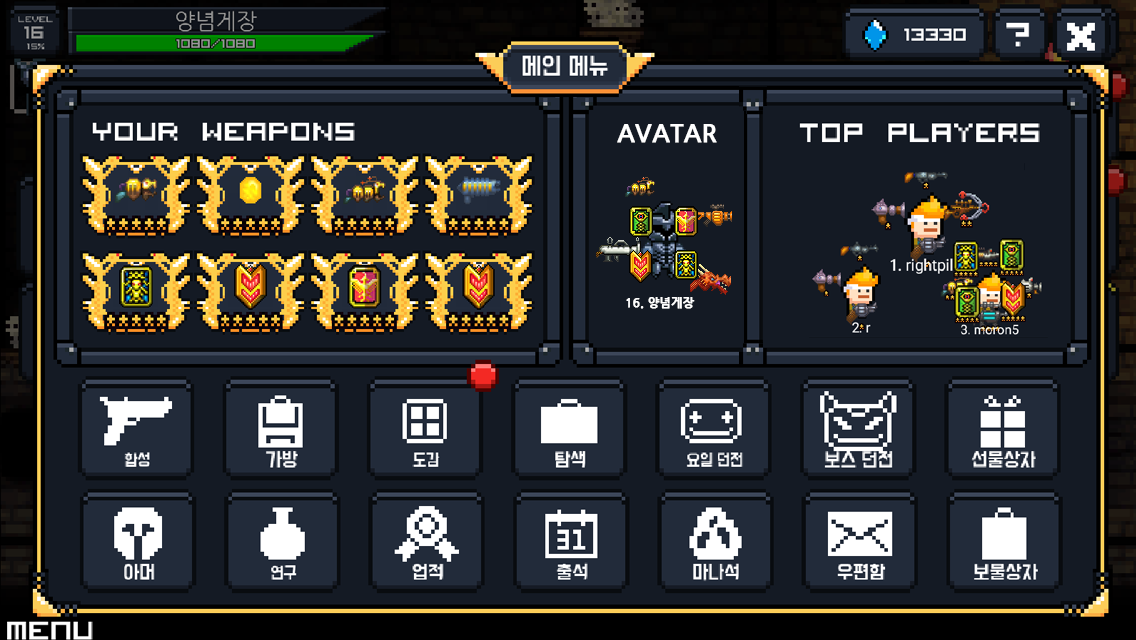 LEVEL
16
15%
양념게장
1080/1080
13330
?
메인 메뉴
YOUR WEAPONS
AVATAR
16. 양념게장
TOP PLAYERS
1. rightpil
2. r
3. moron5
합성
가방
도감
탐색
요일 던전
보스 던전
선물상자
아머
연구
업적
31
출석
마나석
우편함
보물상자
MENU